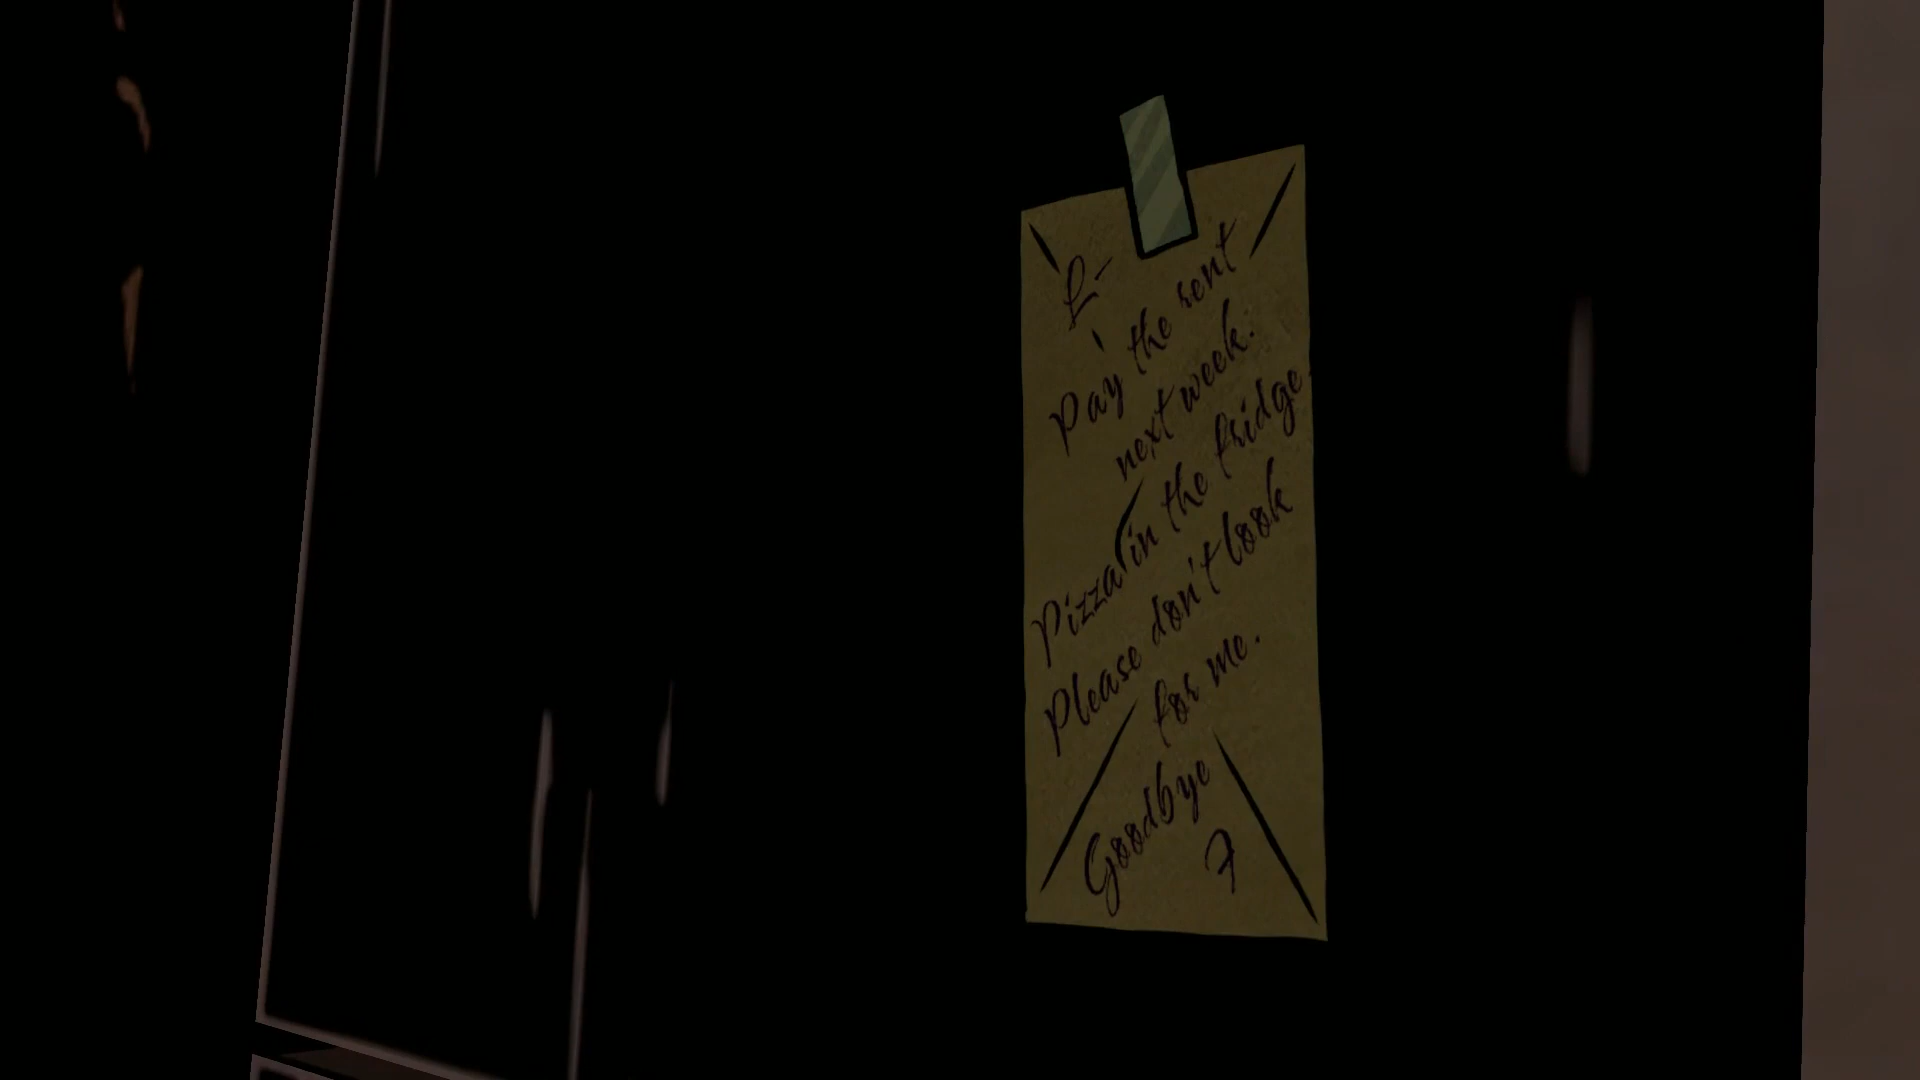 L-
Pay the rent
next week.
Pizza in the fridge
Please don't look
for me.
Goodbye
F